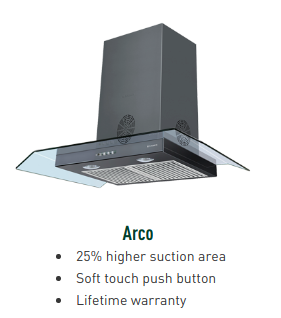 Arco
• 25% higher suction area
• Soft touch push button
• Lifetime warranty